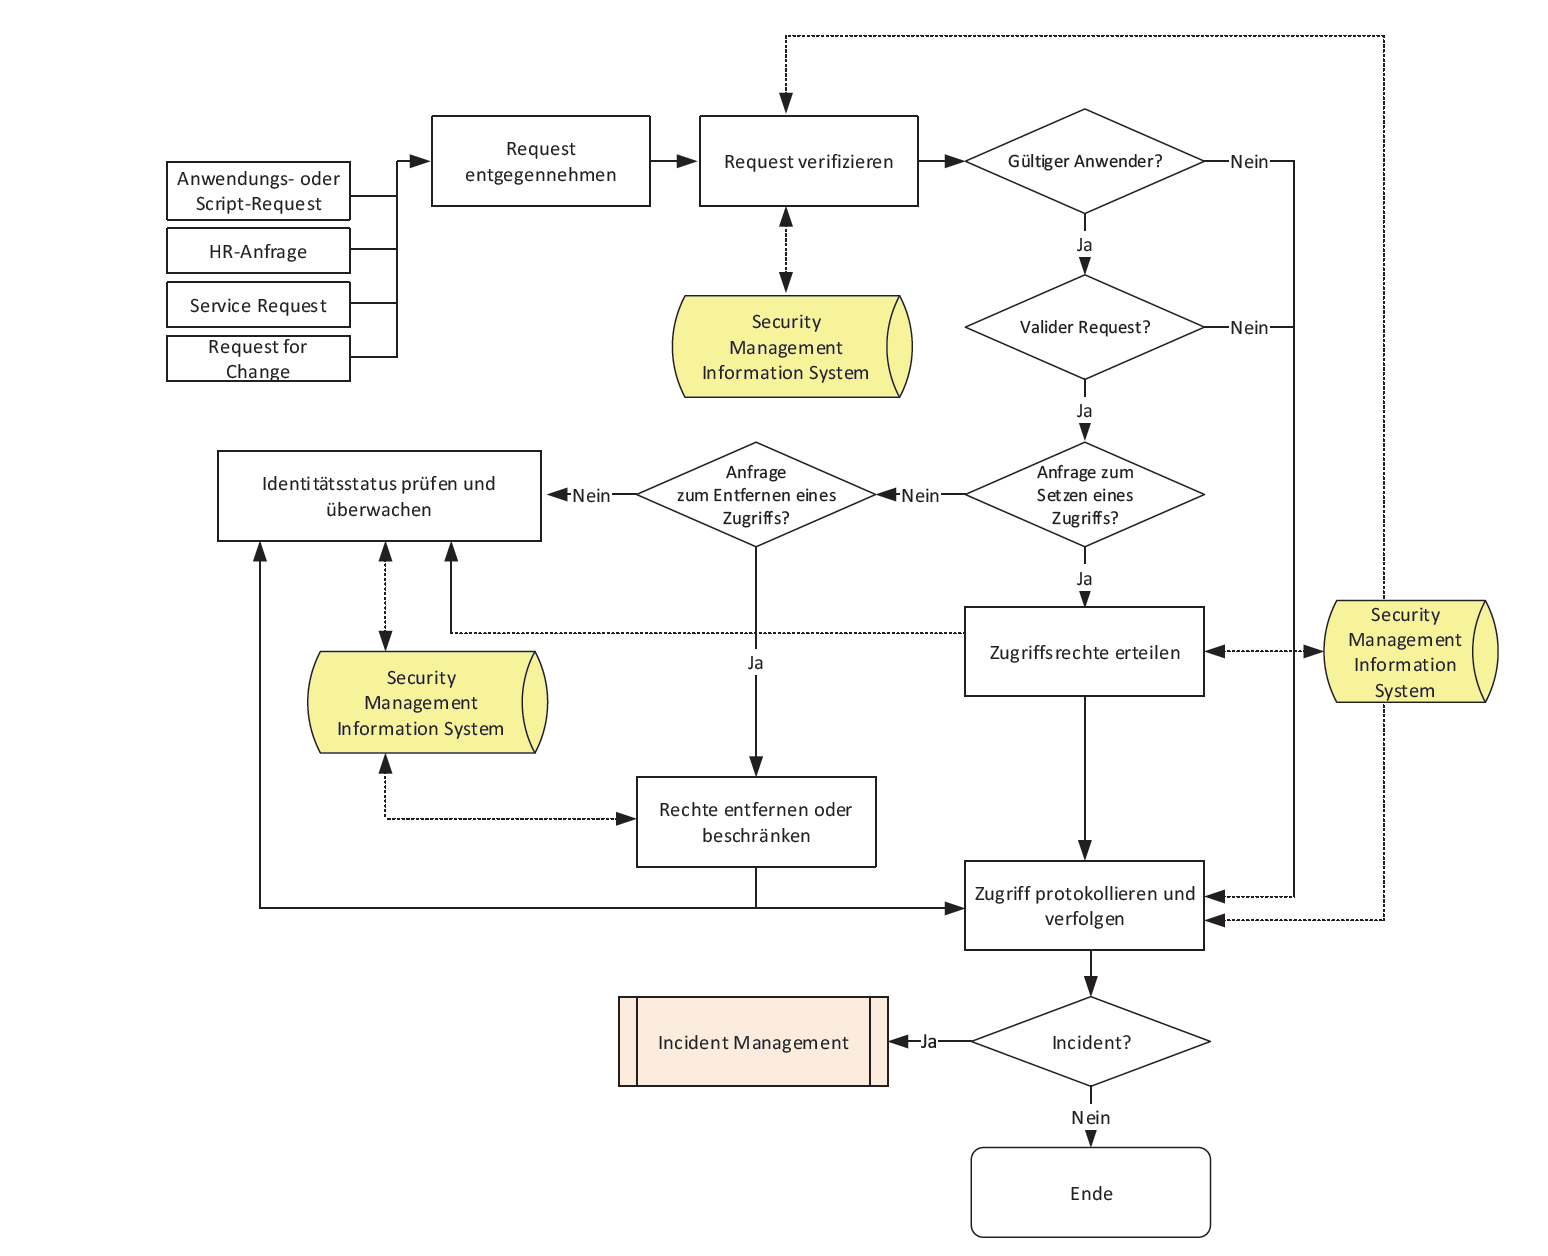 Anwendungs- oder
Script-Request
HR-Anfrage
Service Request
Request for
Change
Request
entgegennehmen
Request verifizieren
Gültiger Anwender?
Nein
Ja
Security
Management
Information System
Valider Request?
Nein
Ja
Identitätsstatus prüfen und
überwachen
Nein
Anfrage
zum Entfernen eines
Zugriffs?
Nein
Anfrage zum
Setzen eines
Zugriffs?
Ja
Ja
Zugriffsrechte erteilen
Security
Management
Information
System
Security
Management
Information System
Rechte entfernen oder
beschränken
Zugriff protokollieren und
verfolgen
Incident Management
Ja
Incident?
Nein
Ende